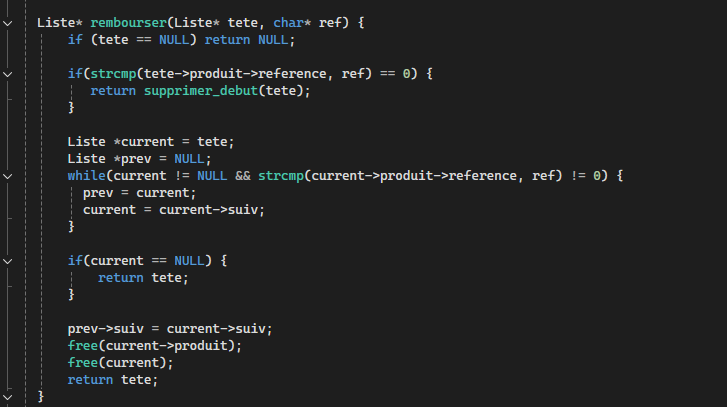 Liste* rembourser(Liste* tete, char* ref) {
if (tete == NULL) return NULL;
if(strcmp(tete->produit->reference, ref) == 0) {
return supprimer_debut(tete);
}
Liste *current = tete;
Liste *prev = NULL;
while(current != NULL && strcmp(current->produit->reference, ref) != 0) {
prev = current;
current = current->suiv;
}
if(current == NULL) {
return tete;
}
prev->suiv = current->suiv;
free(current->produit);
free(current);
return tete;
}